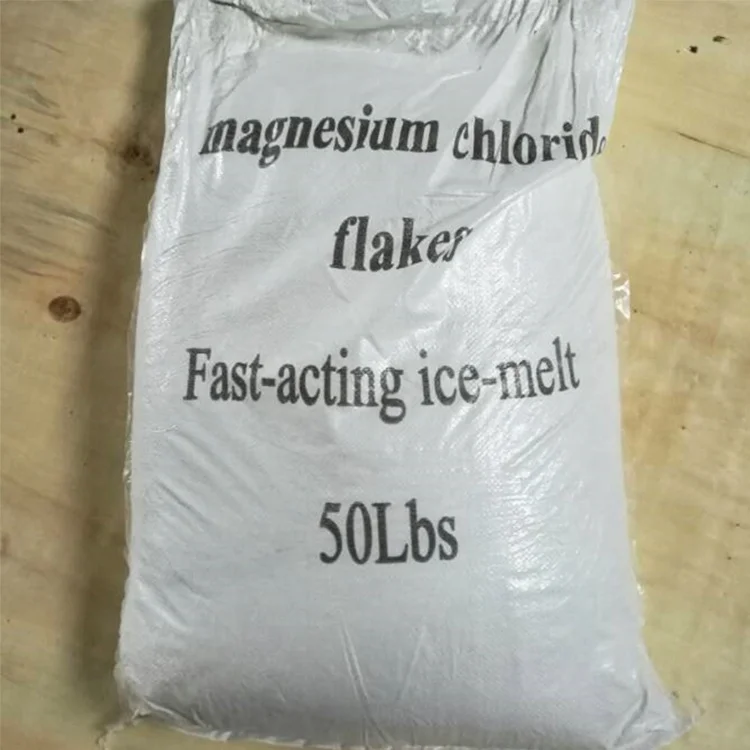 magnesium chloride
flakes
Fast-acting ice-melt
50Lbs